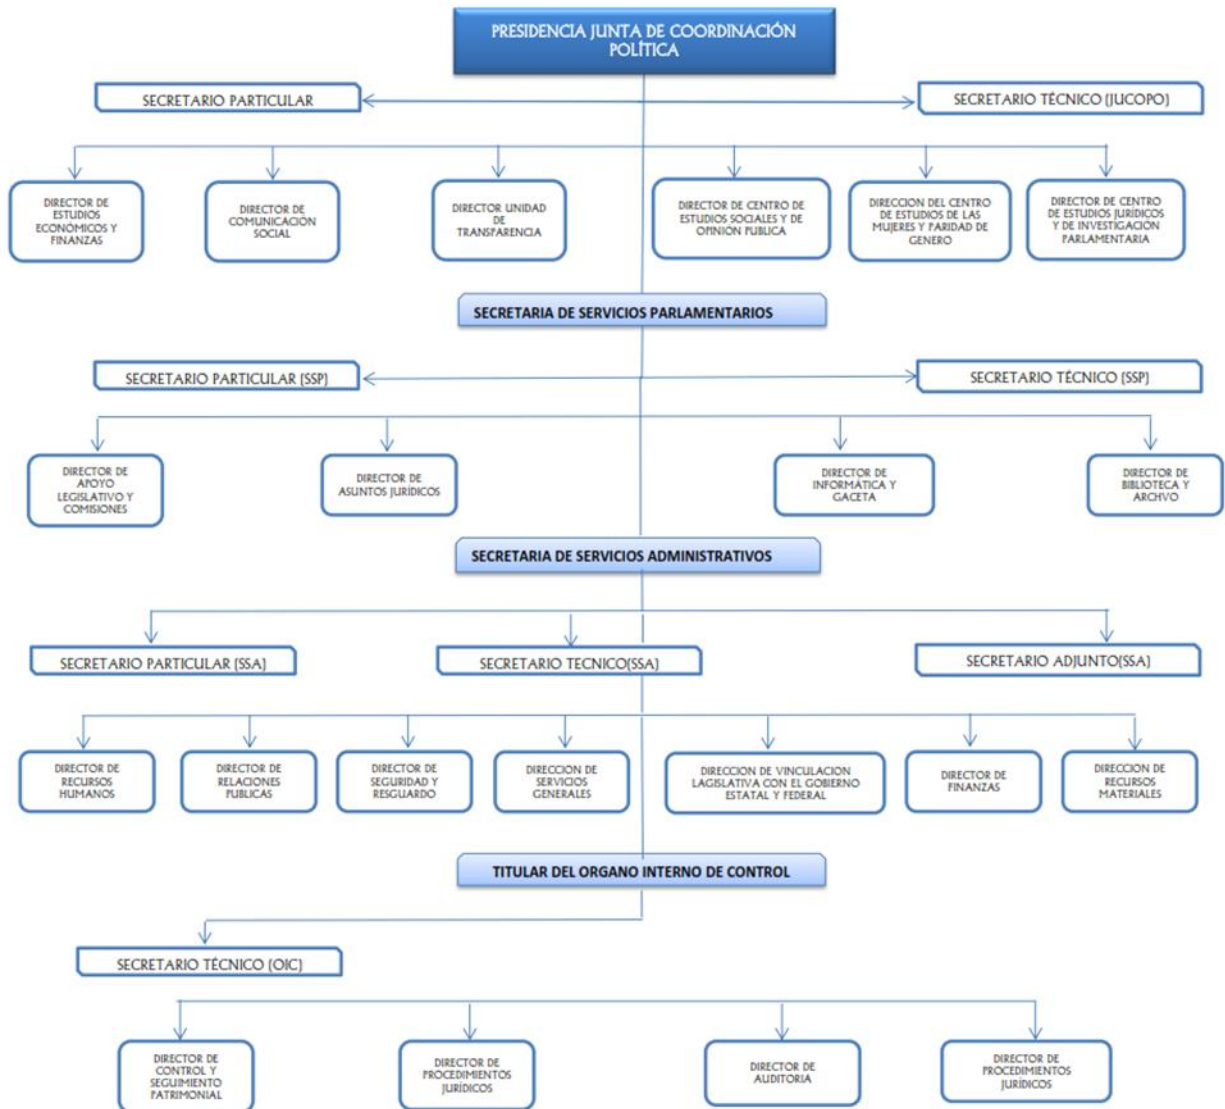 PRESIDENCIA JUNTA DE COORDINACIÓN
POLÍTICA
SECRETARIO PARTICULAR
SECRETARIO TÉCNICO (JUCOPO)
DIRECTOR DE
ESTUDIOS
ECONÓMICOS Y
FINANZAS
DIRECTOR DE
COMUNICACIÓN
SOCIAL
DIRECTOR UNIDAD
DE
TRANSPARENCIA
DIRECTOR DE CENTRO DE
ESTUDIOS SOCIALES Y DE
OPINIÓN PUBLICA
DIRECCION DEL CENTRO
DE ESTUDIOS DE LAS
MUJERES Y PARIDAD DE
GENERO
DIRECTOR DE CENTRO
DE ESTUDIOS JURÍDICOS
Y DE INVESTIGACIÓN
PARLAMENTARIA
SECRETARIA DE SERVICIOS PARLAMENTARIOS
SECRETARIO PARTICULAR (SSP)
SECRETARIO TÉCNICO (SSP)
DIRECTOR DE
APOYO
LEGISLATIVO Y
COMISIONES
DIRECTOR DE
ASUNTOS JURÍDICOS
DIRECTOR DE
INFORMÁTICA Y
GACETA
DIRECTOR DE
BIBLIOTECA Y
ARCHVO
SECRETARIA DE SERVICIOS ADMINISTRATIVOS
SECRETARIO PARTICULAR (SSA)
SECRETARIO TECNICO(SSA)
SECRETARIO ADJUNTO(SSA)
DIRECTOR DE
RECURSOS
HUMANOS
DIRECTOR DE
RELACIONES
PUBLICAS
DIRECTOR DE
SEGURIDAD Y
RESGUARDO
DIRECCION DE
SERVICIOS
GENERALES
DIRECCION DE VINCULACION
LAGISLATIVA CON EL GOBIERNO
ESTATAL Y FEDERAL
DIRECTOR DE
FINANZAS
DIRECCION DE
RECURSOS
MATERIALES
TITULAR DEL ORGANO INTERNO DE CONTROL
SECRETARIO TÉCNICO (OIC)
DIRECTOR DE
CONTROL Y
SEGUIMIENTO
PATRIMONIAL
DIRECTOR DE
PROCEDIMIENTOS
JURÍDICOS
DIRECTOR DE
AUDITORIA
DIRECTOR DE
PROCEDIMIENTOS
JURÍDICOS